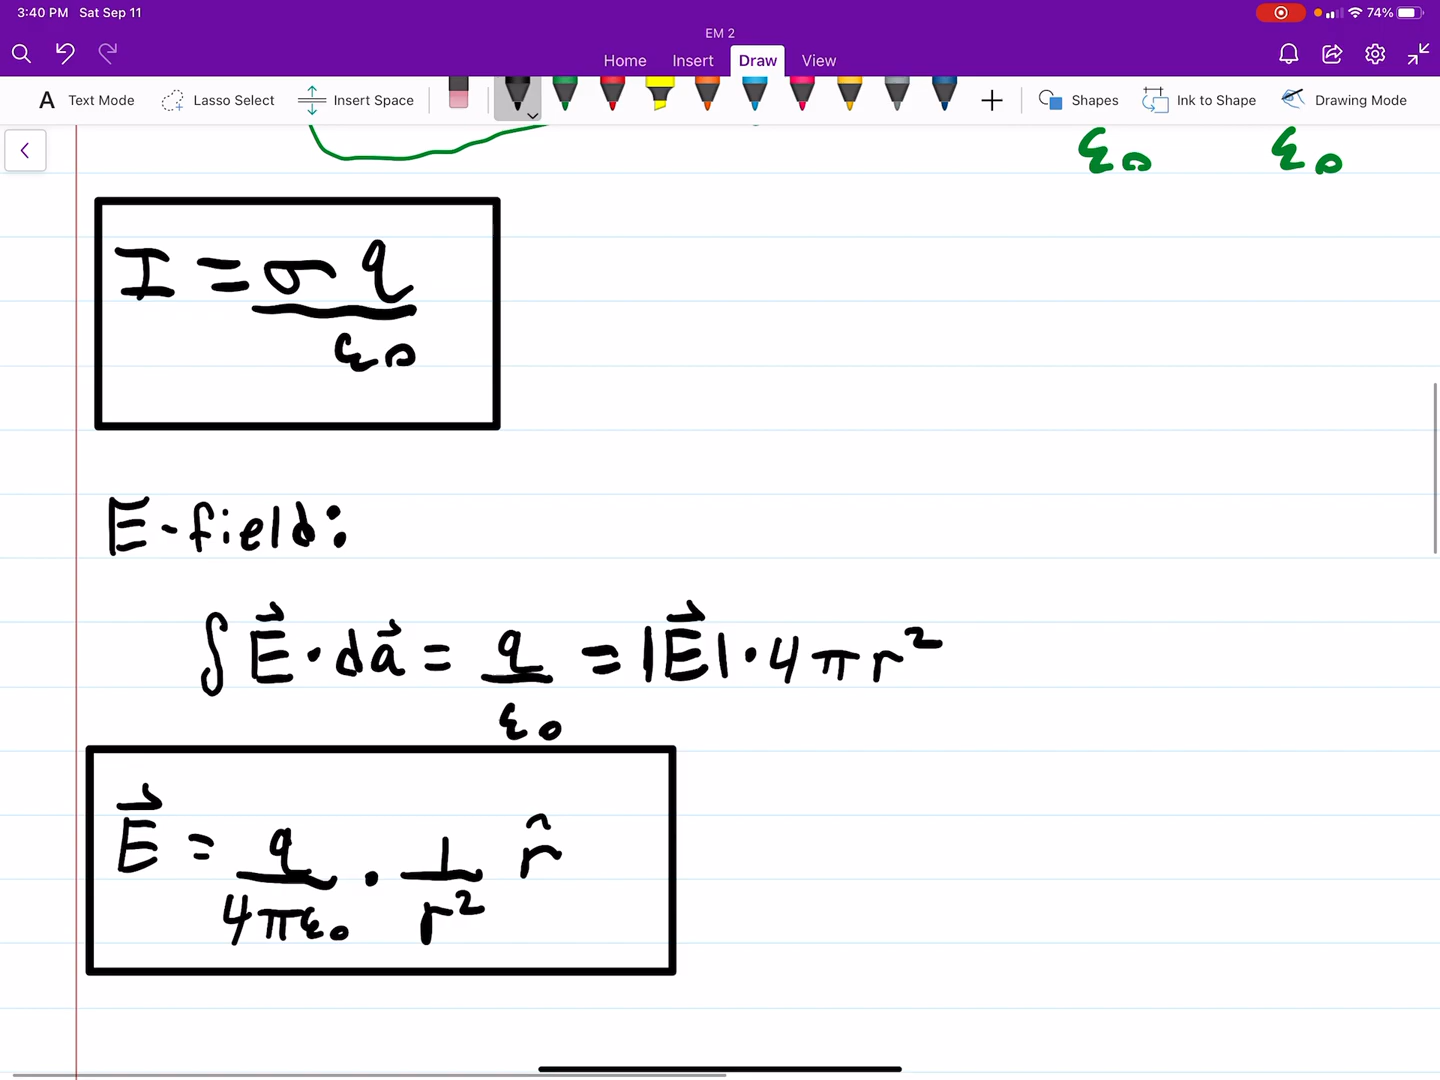 3:40 PM Sat Sep 11 74%
EM 2
Home Insert Draw View
A Text Mode Lasso Select Insert Space Shapes Ink to Shape Drawing Mode
ε₀ ε₀
I = σ q
ε₀
E-field:
∫ E⃗ · da⃗ = q = |E⃗| · 4πr²
ε₀
E⃗ = q · 1 r̂
4πε₀ r²